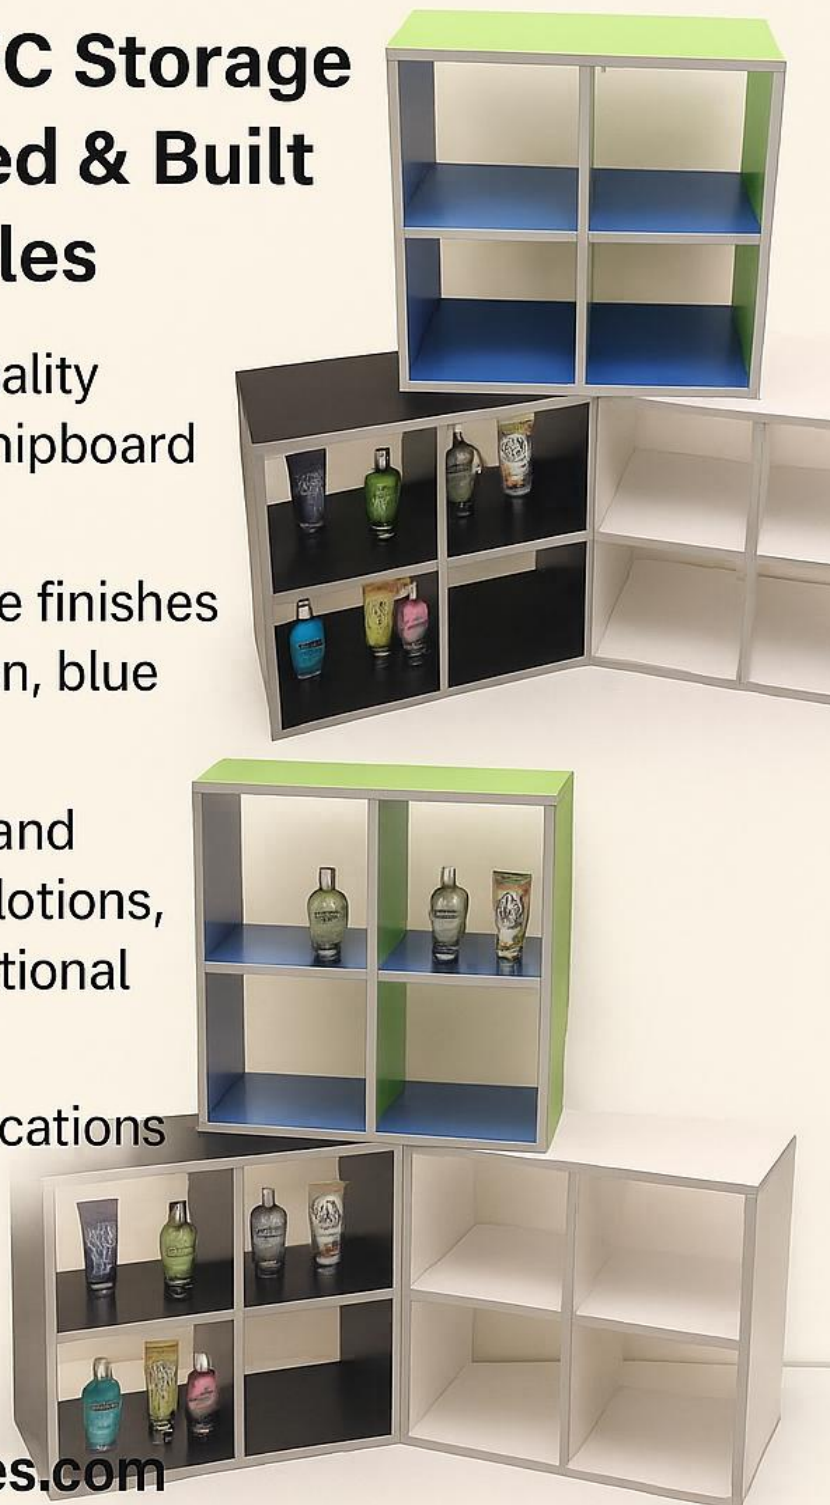 C Storage
ed & Built
les
ality
hipboard
e finishes
n, blue
and
lotions,
tional
cations
es.com